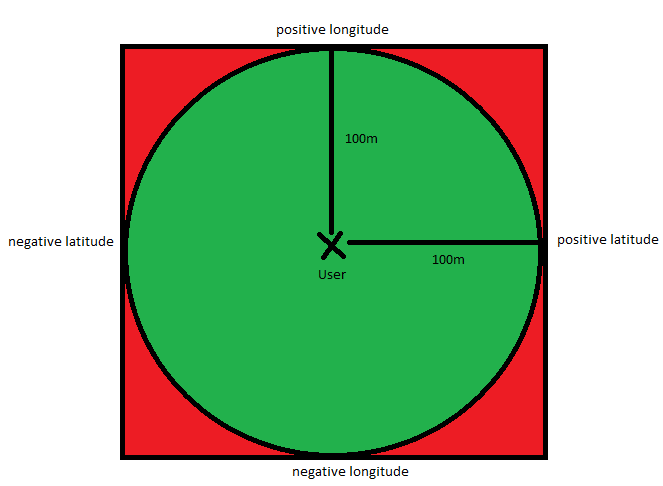 positive longitude
100m
negative latitude
positive latitude
100m
User
negative longitude